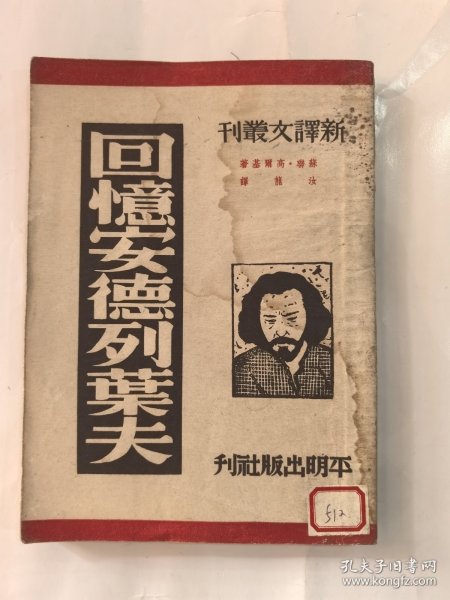 新譯文叢刊
蘇聯·高爾基著
汝龍譯
回憶安德列葉夫
平明出版社刊
512
孔夫子旧书网
www.kongfz.com